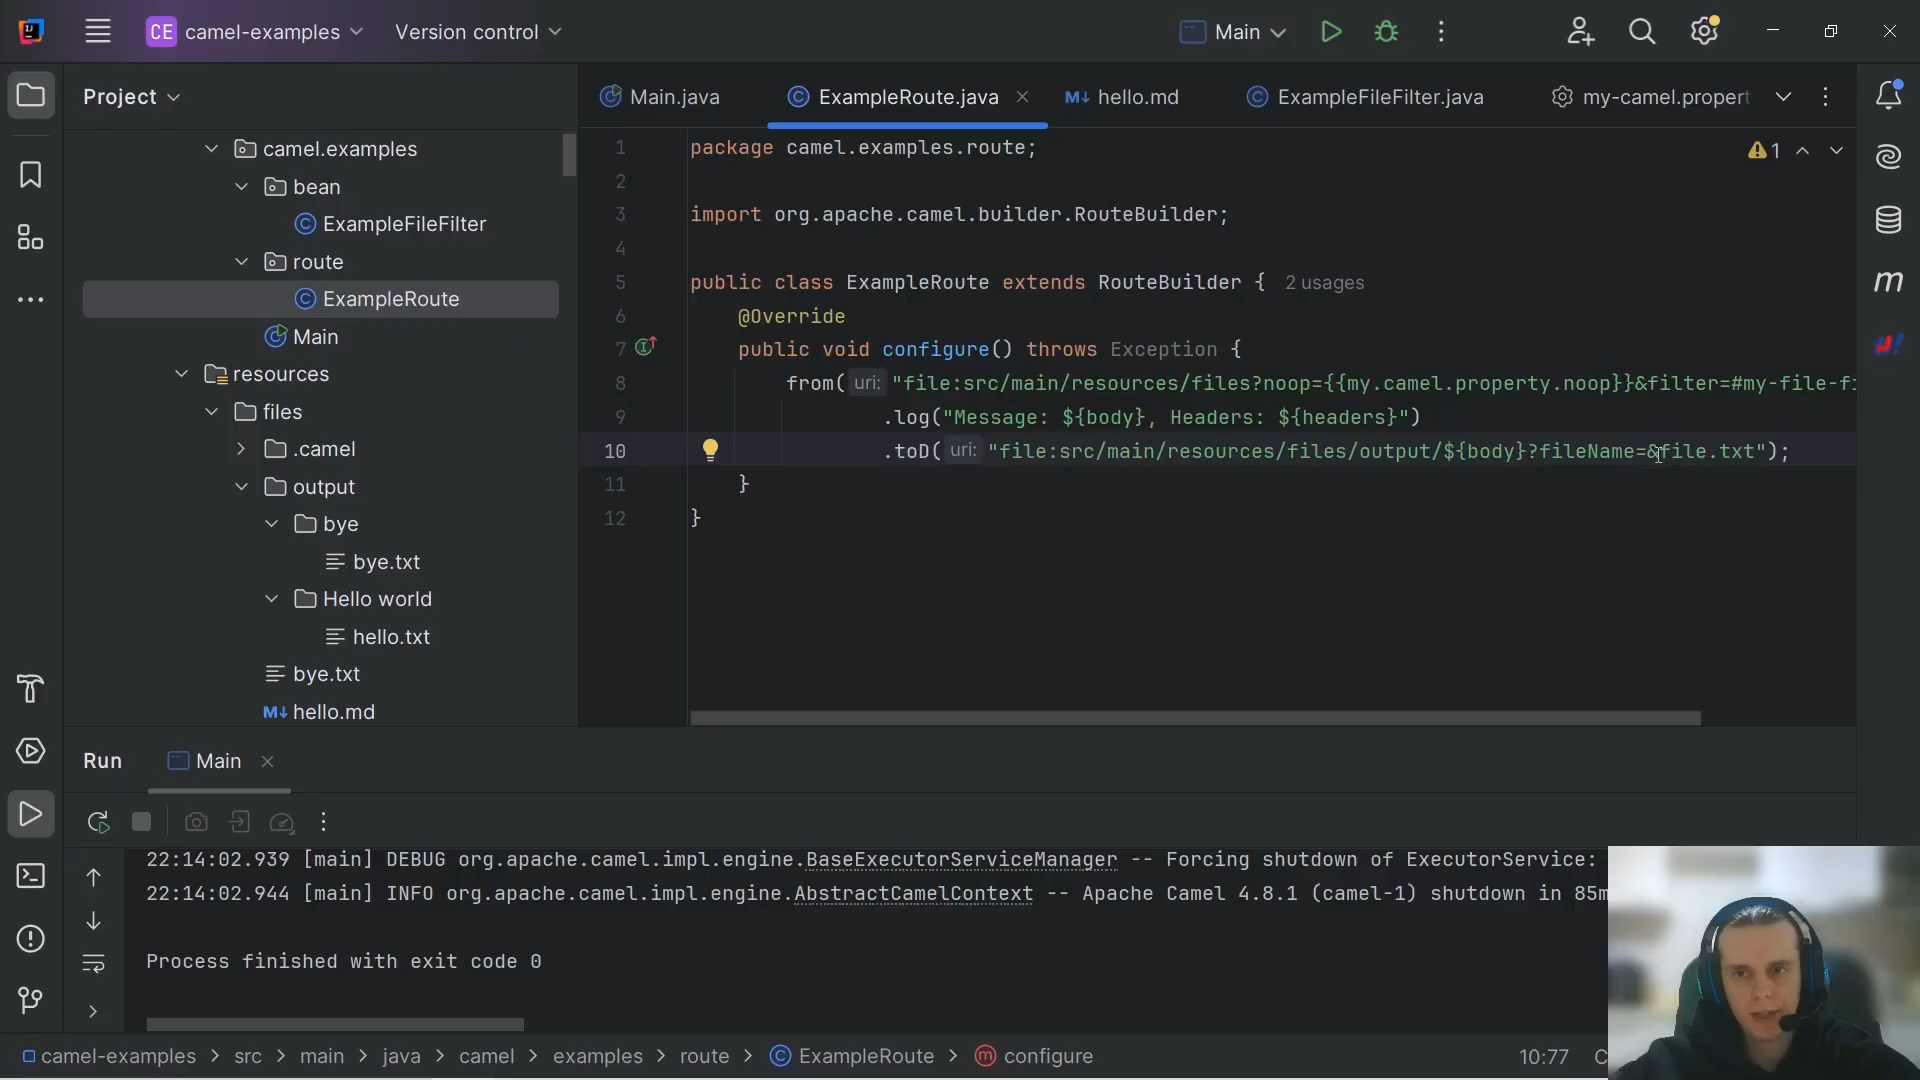 CE camel-examples Version control Main
Project
Main.java ExampleRoute.java hello.md ExampleFileFilter.java my-camel.propert
camel.examples
bean
ExampleFileFilter
route
ExampleRoute
Main
resources
files
.camel
output
bye
bye.txt
Hello world
hello.txt
bye.txt
M↓ hello.md
1 package camel.examples.route;
1
2
3 import org.apache.camel.builder.RouteBuilder;
4
5 public class ExampleRoute extends RouteBuilder { 2 usages
6 @Override
7 public void configure() throws Exception {
8 from( uri: "file:src/main/resources/files?noop={{my.camel.property.noop}}&filter=#my-file-fi
9 .log("Message: ${body}, Headers: ${headers}")
10 .toD( uri: "file:src/main/resources/files/output/${body}?fileName=&file.txt");
11 }
12 }
Run Main
22:14:02.939 [main] DEBUG org.apache.camel.impl.engine.BaseExecutorServiceManager -- Forcing shutdown of ExecutorService:
22:14:02.944 [main] INFO org.apache.camel.impl.engine.AbstractCamelContext -- Apache Camel 4.8.1 (camel-1) shutdown in 85m
Process finished with exit code 0
camel-examples > src > main > java > camel > examples > route > ExampleRoute > configure 10:77 C